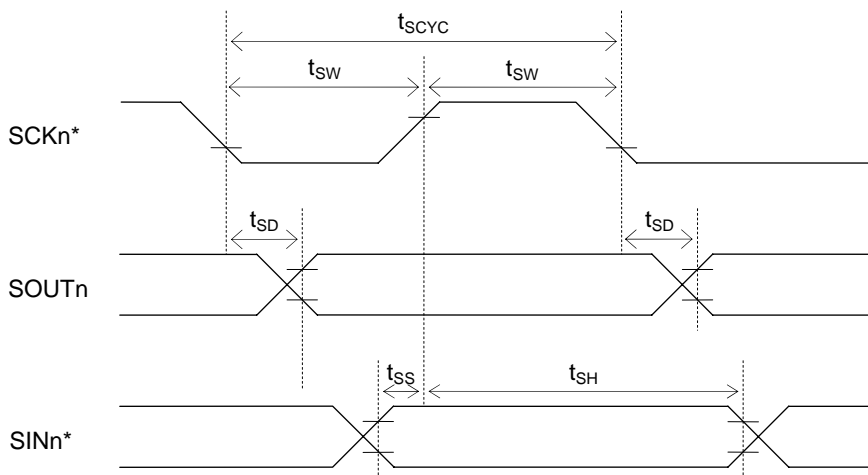 tSCYC
tSW tSW
SCKn*
tSD tSD
SOUTn
tSS tSH
SINn*